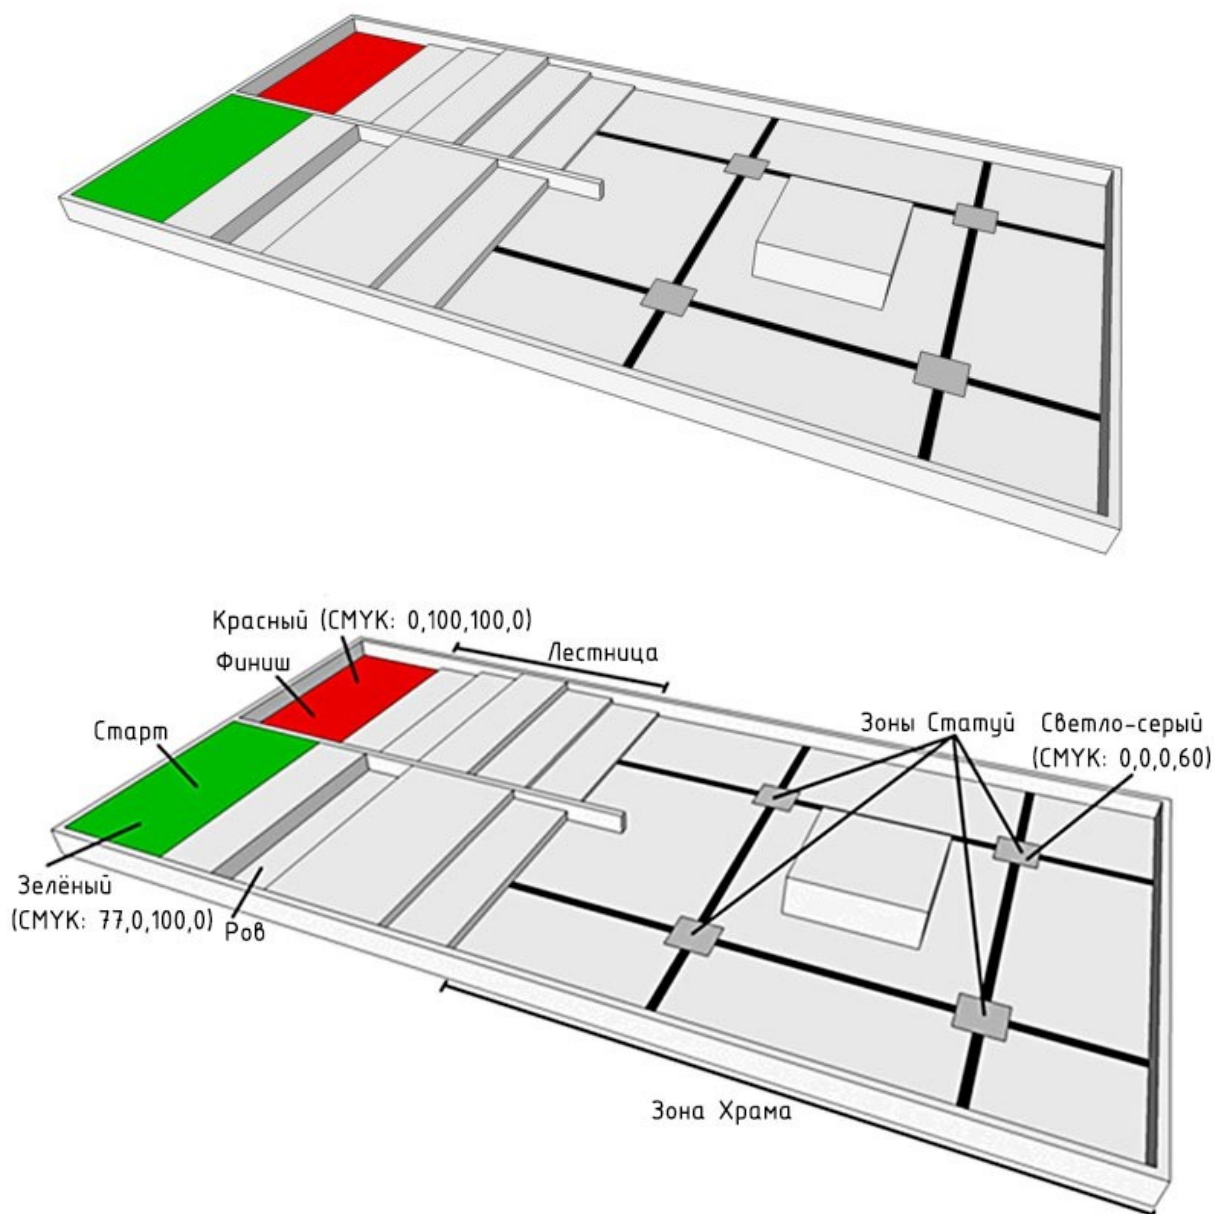 Красный (CMYK: 0,100,100,0)
Финиш
Лестница
Старт
Зоны Статуй
Светло-серый
(CMYK: 0,0,0,60)
Зелёный
(CMYK: 77,0,100,0)
Ров
Зона Храма